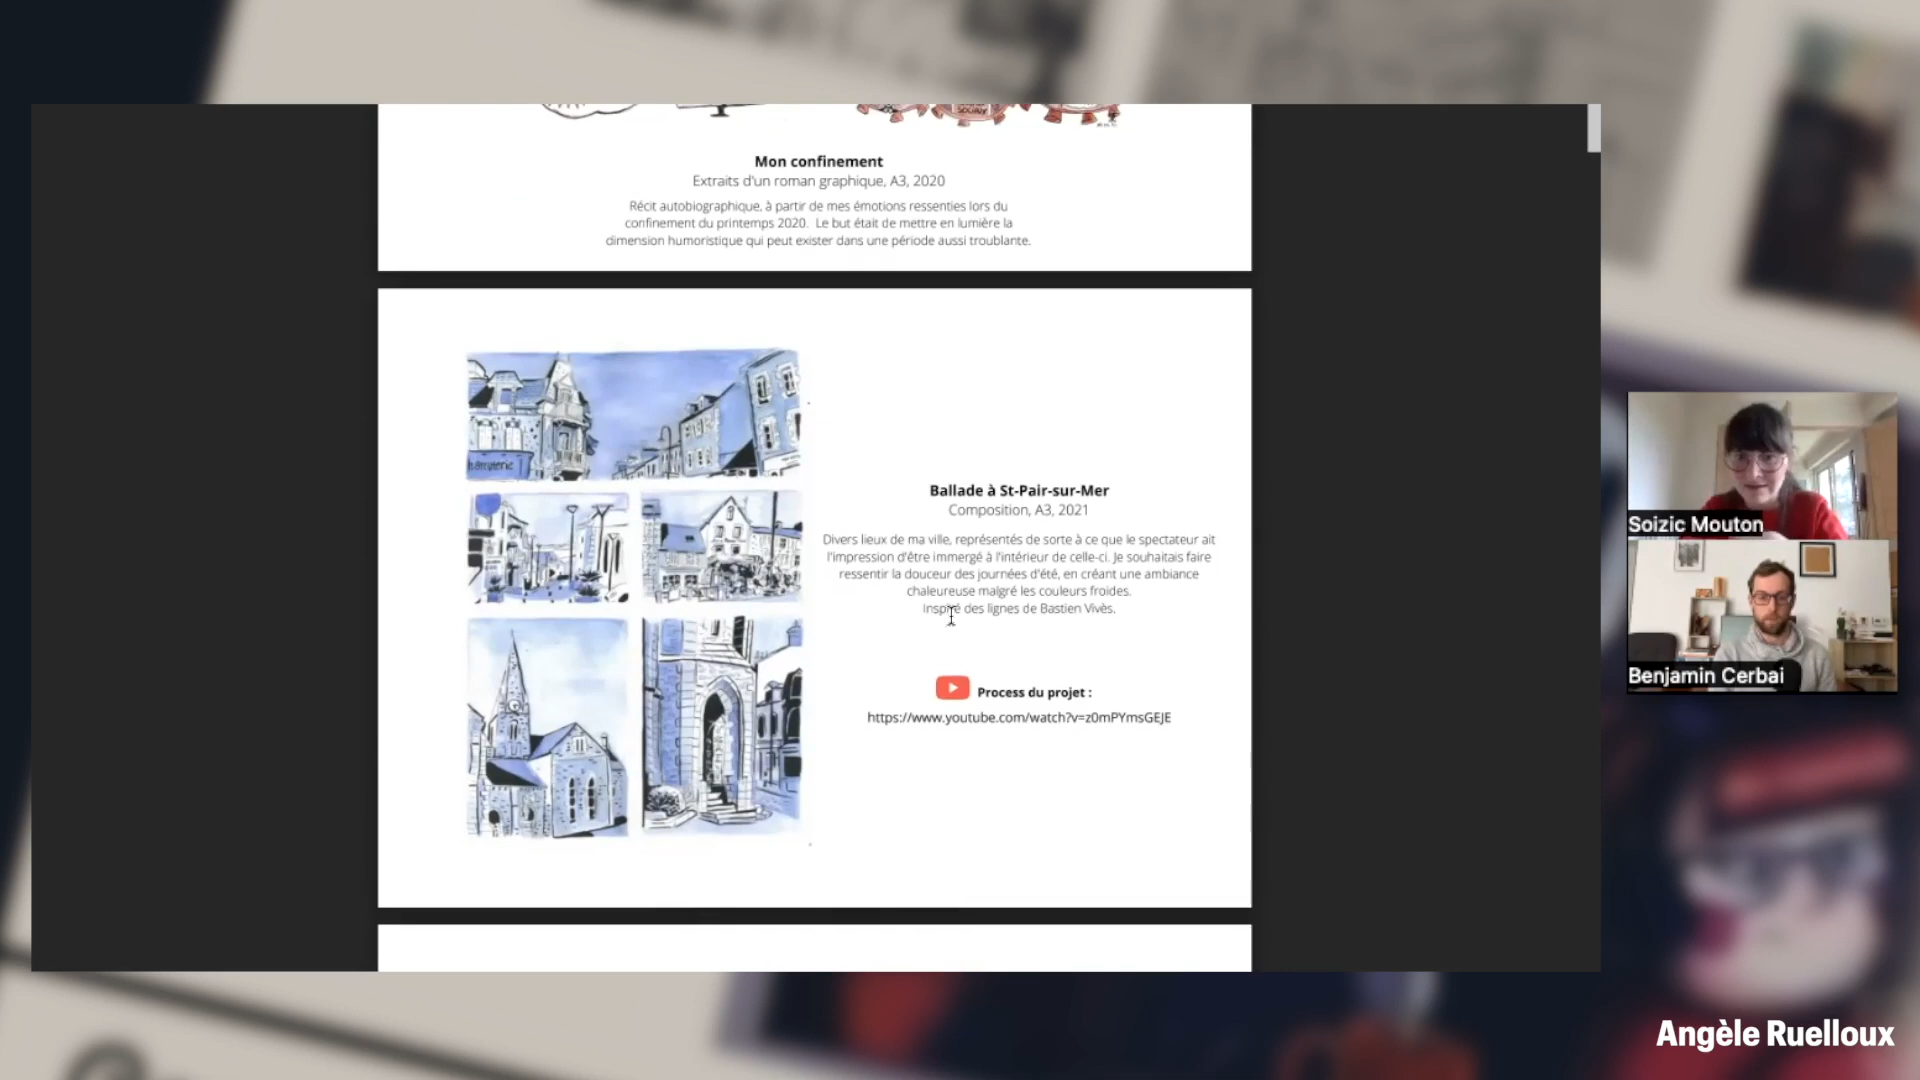 Mon confinement
Extraits d'un roman graphique, A3, 2020
Récit autobiographique, à partir de mes émotions ressenties lors du
confinement du printemps 2020. Le but était de mettre en lumière la
dimension humoristique qui peut exister dans une période aussi troublante.
Ballade à St-Pair-sur-Mer
Composition, A3, 2021
Divers lieux de ma ville, représentés de sorte à ce que le spectateur ait
l'impression d'être immergé à l'intérieur de celle-ci. Je souhaitais faire
ressentir la douceur des journées d'été, en créant une ambiance
chaleureuse malgré les couleurs froides.
Inspiré des lignes de Bastien Vivès.
Process du projet :
https://www.youtube.com/watch?v=z0mPYmsGEJE
Soizic Mouton
Benjamin Cerbai
Angèle Ruelloux